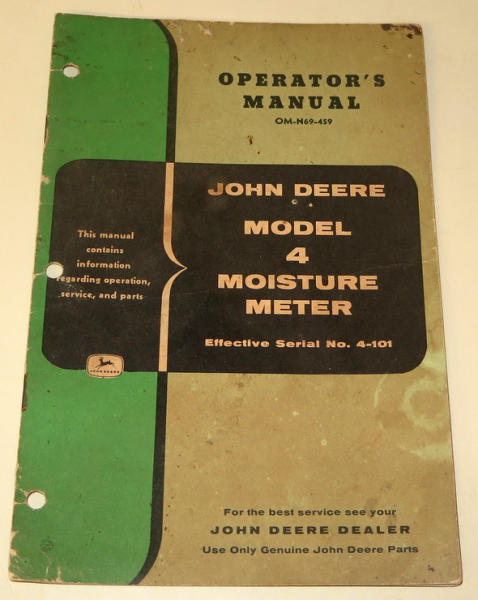 OPERATOR'S
MANUAL
OM-N69-459
JOHN DEERE
MODEL
4
MOISTURE
METER
Effective Serial No. 4-101
This manual
contains
information
regarding operation,
service, and parts
JOHN DEERE
For the best service see your
JOHN DEERE DEALER
Use Only Genuine John Deere Parts